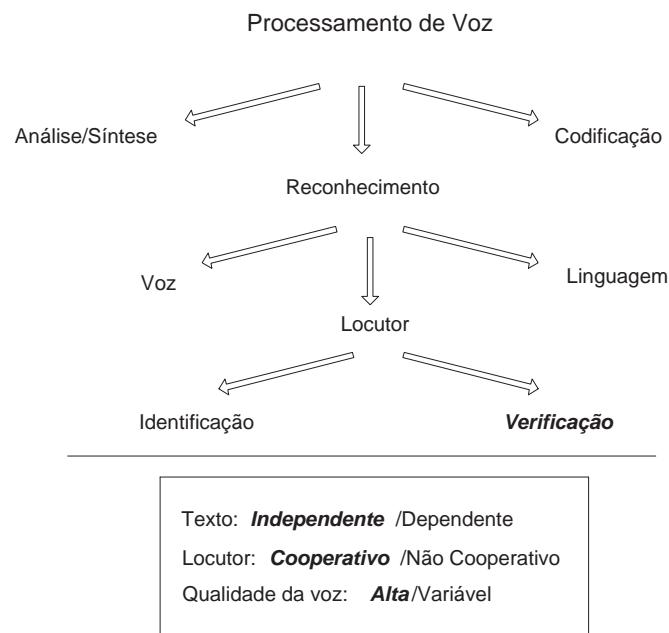 Processamento de Voz
Análise/Síntese
Codificação
Reconhecimento
Voz
Linguagem
Locutor
Identificação
Verificação
Texto: Independente /Dependente
Locutor: Cooperativo /Não Cooperativo
Qualidade da voz: Alta/Variável